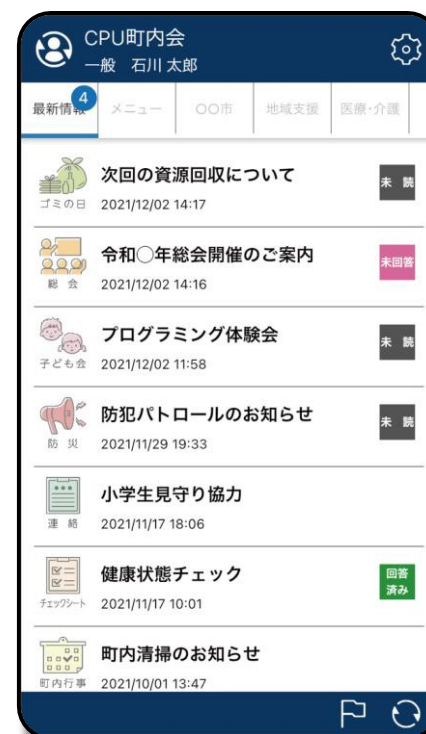 CPU町内会
一般 石川 太郎
最新情報 4 メニュー 〇〇市 地域支援 医療・介護
次回の資源回収について
未 読
ゴミの日 2021/12/02 14:17
令和〇年総会開催のご案内
未回答
総 会 2021/12/02 14:16
プログラミング体験会
未 読
子ども会 2021/12/02 11:58
防犯パトロールのお知らせ
未 読
防 災 2021/11/29 19:33
小学生見守り協力
連 絡 2021/11/17 18:06
健康状態チェック
回答
済み
チェックシート 2021/11/17 10:01
町内清掃のお知らせ
町内行事 2021/10/01 13:47